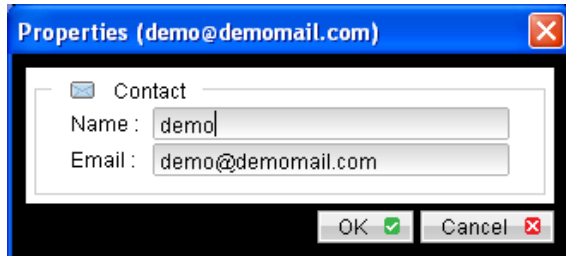 Properties (demo@demomail.com)
Contact
Name : demo
Email : demo@demomail.com
OK Cancel